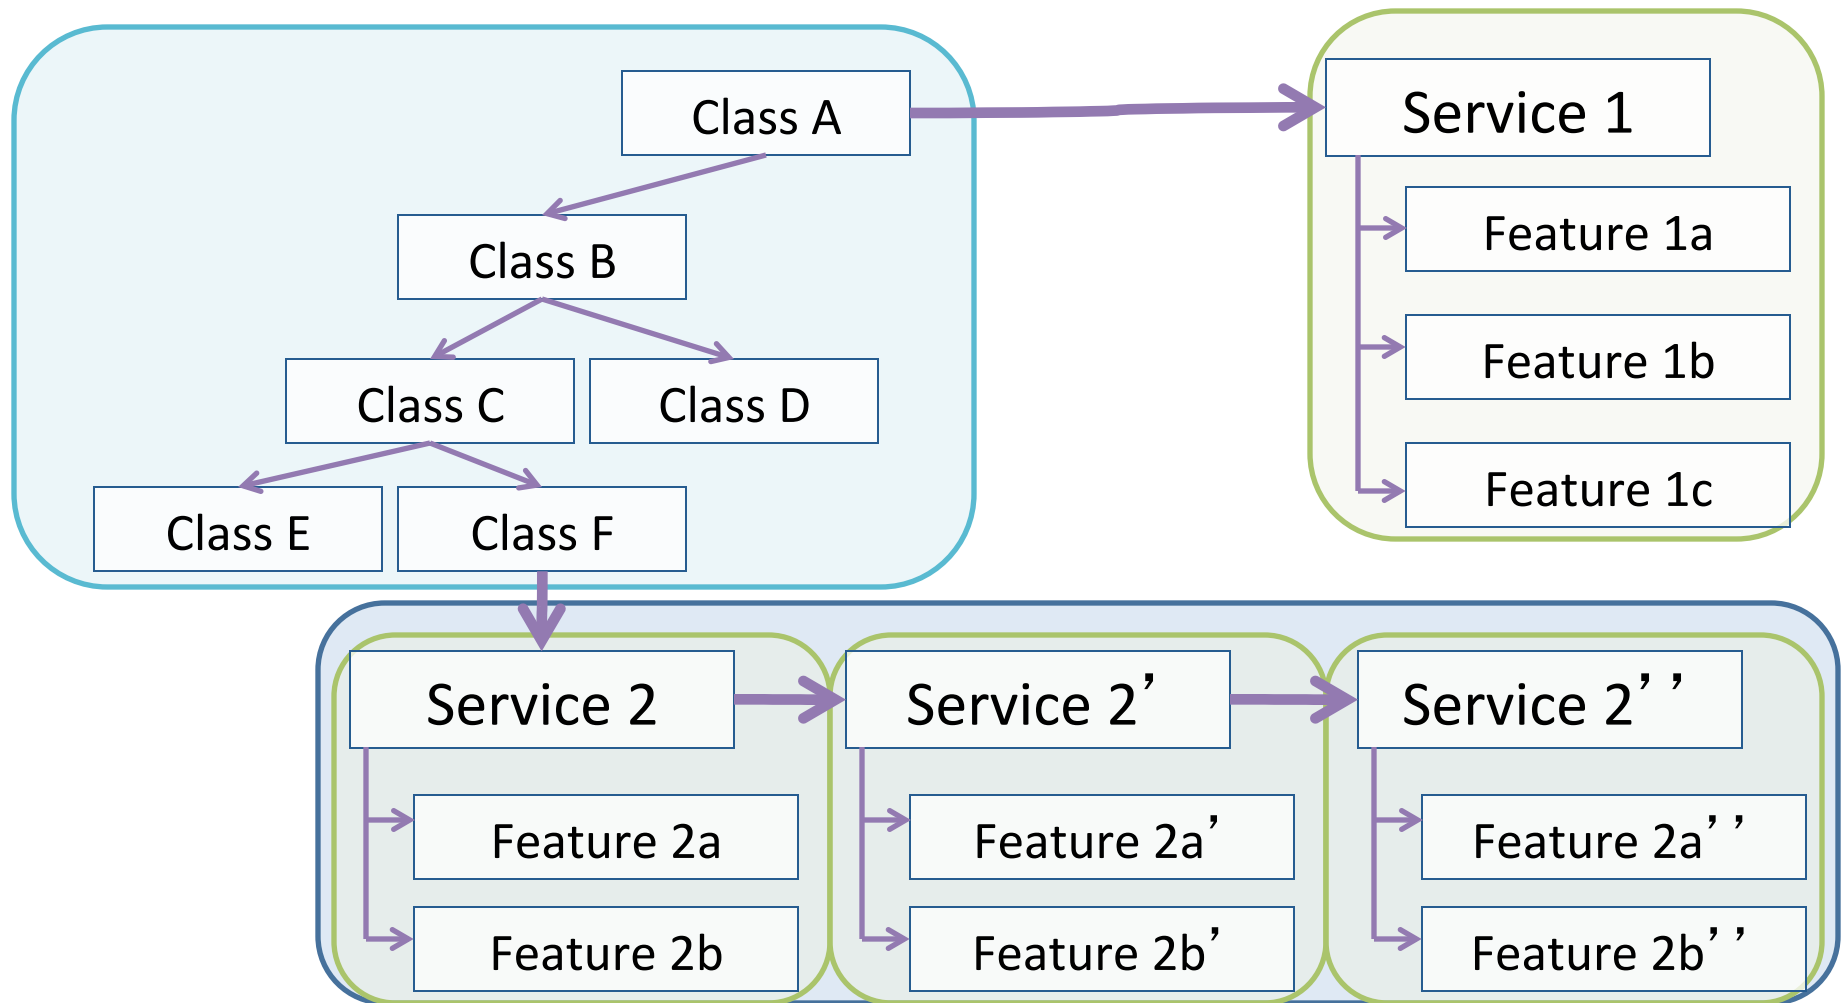 Class A
Class B
Class C
Class D
Class E
Class F
Service 1
Feature 1a
Feature 1b
Feature 1c
Service 2
Feature 2a
Feature 2b
Service 2’
Feature 2a’
Feature 2b’
Service 2’’
Feature 2a’’
Feature 2b’’